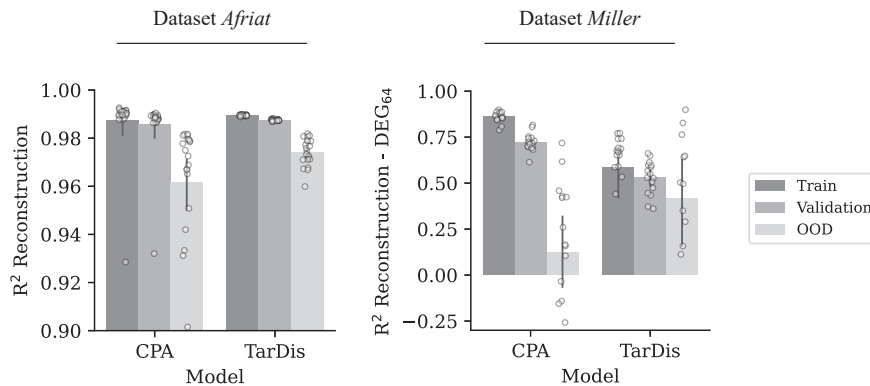 Dataset Afriat
Dataset Miller
R² Reconstruction
1.00
0.98
0.96
0.94
0.92
0.90
CPA
TarDis
Model
R² Reconstruction - DEG₆₄
1.00
0.75
0.50
0.25
0.00
−0.25
CPA
TarDis
Model
Train
Validation
OOD